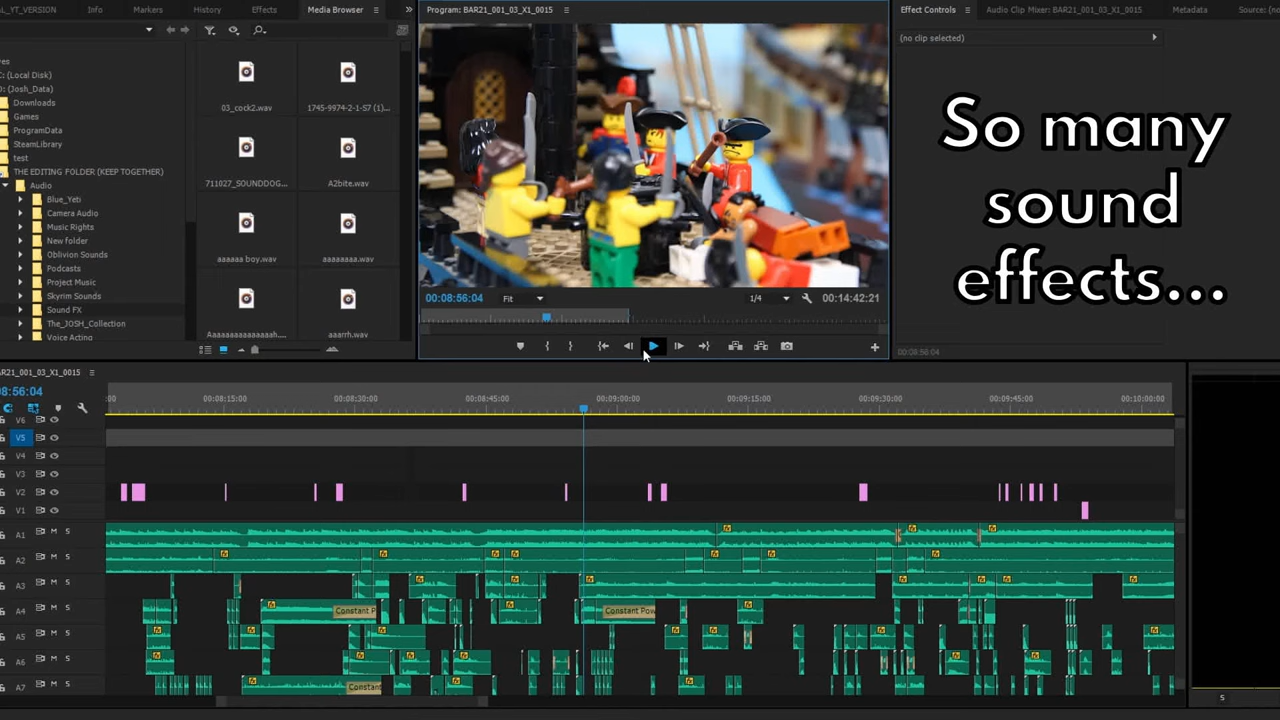 L_YT_VERSION
Info
Markers
History
Effects
Media Browser
Program: BAR21_001_03_X1_0015
Effect Controls
Audio Clip Mixer: BAR21_001_03_X1_0015
Metadata
Source: (no
ves
C: (Local Disk)
D: (Josh_Data)
Downloads
Games
ProgramData
SteamLibrary
test
THE EDITING FOLDER (KEEP TOGETHER)
Audio
Blue_Yeti
Camera Audio
Music Rights
New folder
Oblivion Sounds
Podcasts
Project Music
Skyrim Sounds
Sound FX
The_JOSH_Collection
Voice Acting
03_cock2.wav
1745-9974-2-1-S7 (1)...
711027_SOUNDDOG...
A2bite.wav
aaaaaa boy.wav
aaaaaaaa.wav
Aaaaaaaaaaaaaah....
aaarrh.wav
00:08:56:04
Fit
1/4
00:14:42:21
(no clip selected)
So many
sound
effects...
00:08:56:04
BAR21_001_03_X1_0015
08:56:04
:00
00:08:15:00
00:08:30:00
00:08:45:00
00:09:00:00
00:09:15:00
00:09:30:00
00:09:45:00
00:10:00:00
V6
V5
V4
V3
V2
V1
A1 M S
A2 M S
A3 M S
A4 M S
Constant P
Constant Pow
A5 M S
A6 M S
A7 M S
Constant
S